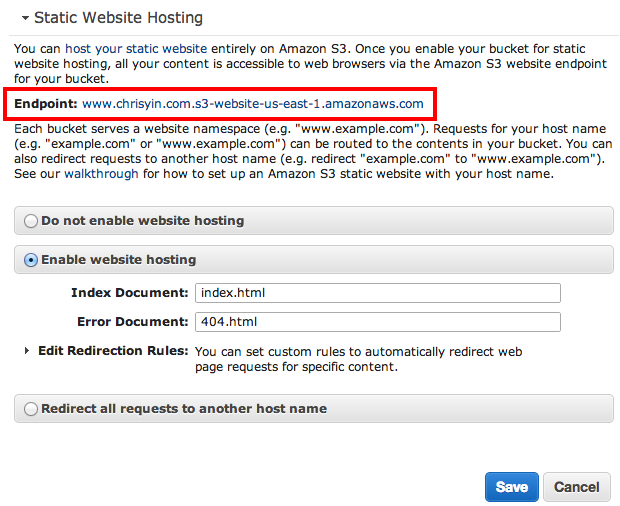 Static Website Hosting
You can host your static website entirely on Amazon S3. Once you enable your bucket for static
website hosting, all your content is accessible to web browsers via the Amazon S3 website endpoint
for your bucket.
Endpoint: www.chrisyin.com.s3-website-us-east-1.amazonaws.com
Each bucket serves a website namespace (e.g. "www.example.com"). Requests for your host name
(e.g. "example.com" or "www.example.com") can be routed to the contents in your bucket. You can
also redirect requests to another host name (e.g. redirect "example.com" to "www.example.com").
See our walkthrough for how to set up an Amazon S3 static website with your host name.
Do not enable website hosting
Enable website hosting
Index Document: index.html
Error Document: 404.html
Edit Redirection Rules: You can set custom rules to automatically redirect web
page requests for specific content.
Redirect all requests to another host name
Save Cancel